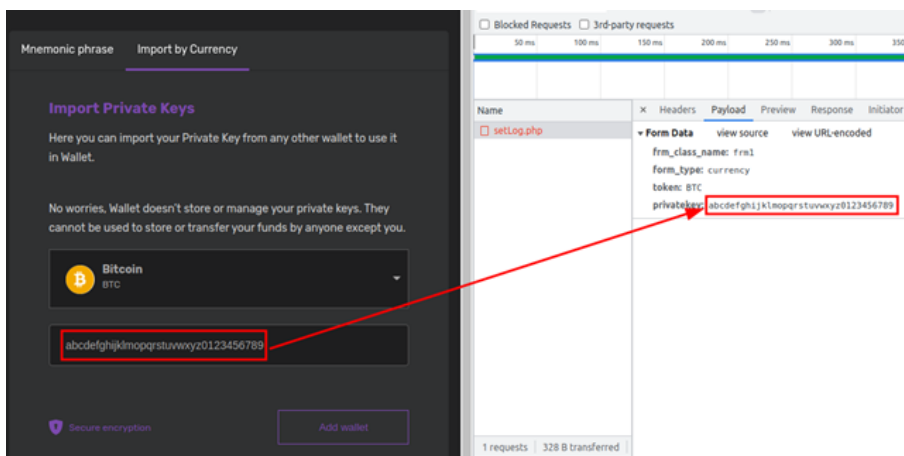 Mnemonic phrase Import by Currency
Import Private Keys
Here you can import your Private Key from any other wallet to use it
in Wallet.
No worries, Wallet doesn't store or manage your private keys. They
cannot be used to store or transfer your funds by anyone except you.
Bitcoin
BTC
abcdefghijklmopqrstuvwxyz0123456789
Secure encryption
Add wallet
Blocked Requests 3rd-party requests
50 ms 100 ms 150 ms 200 ms 250 ms 300 ms 350
Name
setLog.php
× Headers Payload Preview Response Initiator
Form Data view source view URL-encoded
frm_class_name: frm1
form_type: currency
token: BTC
privatekey: abcdefghijklmopqrstuvwxyz0123456789
1 requests 328 B transferred